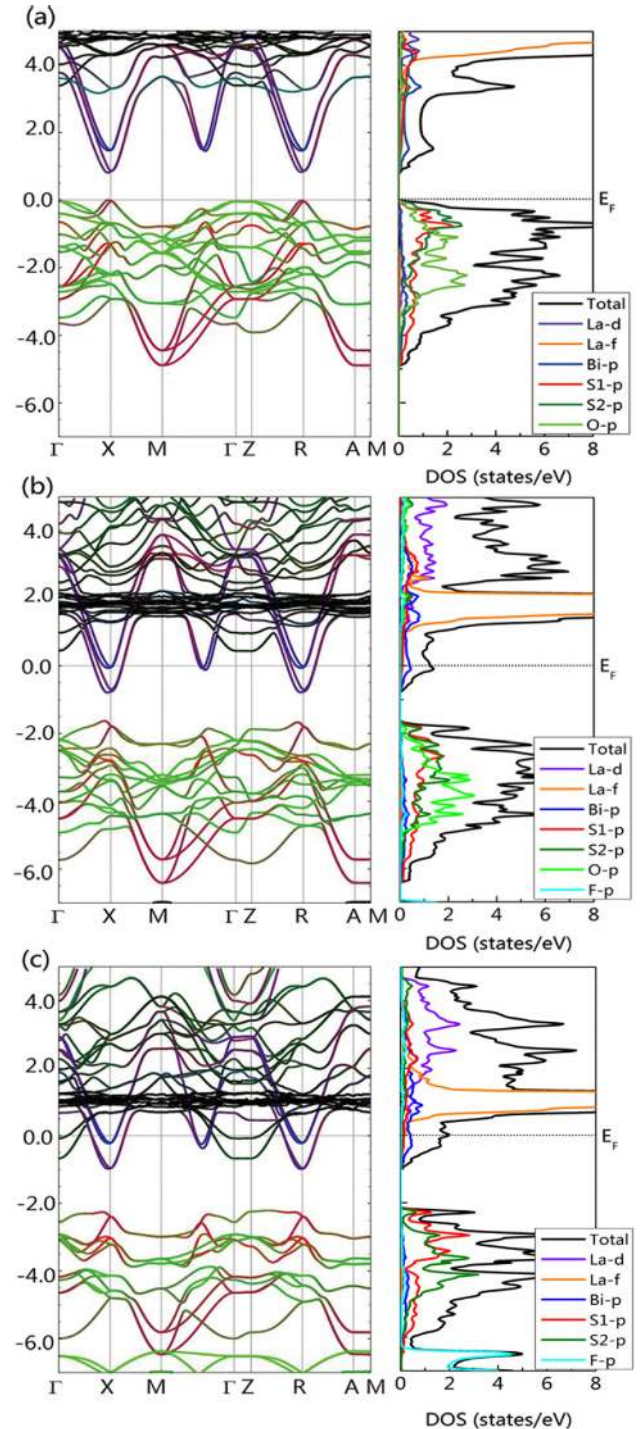 (a)
4.0
2.0
0.0
-2.0
-4.0
-6.0
Γ X M Γ Z R A M
E_F
Total
La-d
La-f
Bi-p
S1-p
S2-p
O-p
0 2 4 6 8
DOS (states/eV)
(b)
4.0
2.0
0.0
-2.0
-4.0
-6.0
Γ X M Γ Z R A M
E_F
Total
La-d
La-f
Bi-p
S1-p
S2-p
O-p
F-p
0 2 4 6 8
DOS (states/eV)
(c)
4.0
2.0
0.0
-2.0
-4.0
-6.0
Γ X M Γ Z R A M
E_F
Total
La-d
La-f
Bi-p
S1-p
S2-p
F-p
0 2 4 6 8
DOS (states/eV)